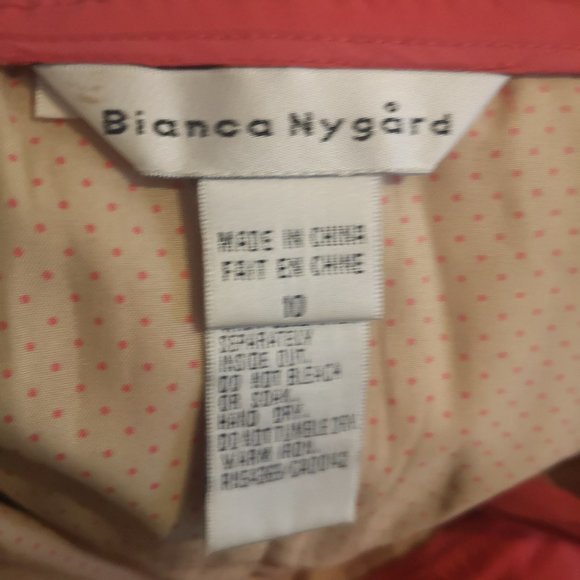 Bianca Nygård
MADE IN CHINA
FAIT EN CHINE
10
SEPARATELY
INSIDE OUT.
DO NOT BLEACH
OR SOAK.
HAND DRY.
DO NOT TUMBLE DRY.
WARM IRON.